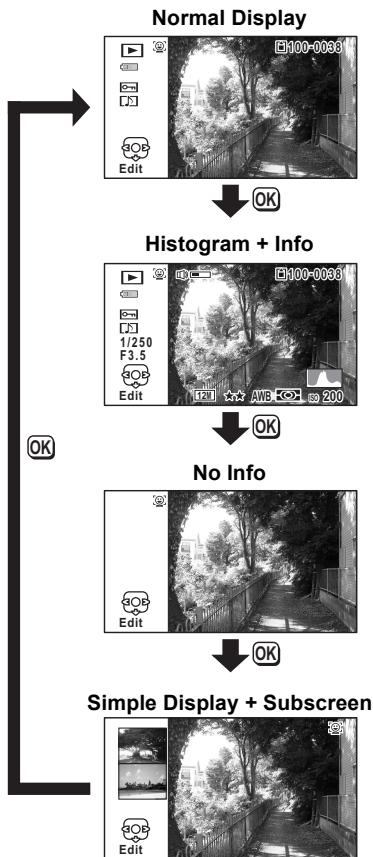 Normal Display
100-0038
Edit
OK
Histogram + Info
100-0038
1/250
F3.5
Edit
12M AWB ISO 200
OK
OK
No Info
Edit
OK
Simple Display + Subscreen
Edit